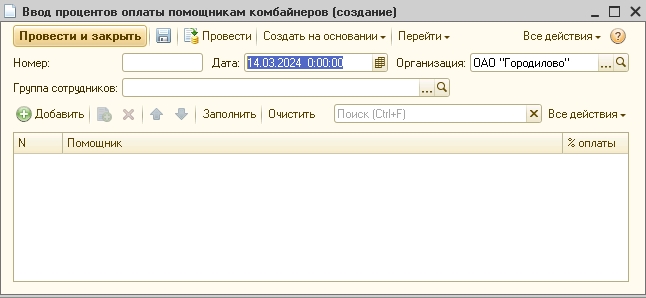 Ввод процентов оплаты помощникам комбайнеров (создание)
Провести и закрыть Провести Создать на основании Перейти Все действия ?
Номер: Дата: 14.03.2024 0:00:00 Организация: ОАО "Городилово" ...
Группа сотрудников: ...
Добавить Заполнить Очистить Поиск (Ctrl+F) Все действия
N Помощник % оплаты